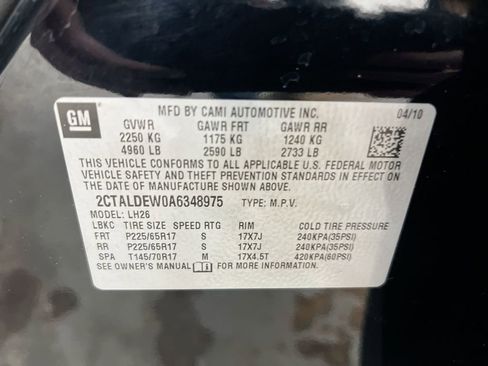 GM
MFD BY CAMI AUTOMOTIVE INC. 04/10
GVWR GAWR FRT GAWR RR
2250 KG 1175 KG 1240 KG
4960 LB 2590 LB 2733 LB
THIS VEHICLE CONFORMS TO ALL APPLICABLE U.S. FEDERAL MOTOR
VEHICLE SAFETY AND THEFT PREVENTION STANDARDS IN EFFECT ON
THE DATE OF MANUFACTURE SHOWN ABOVE.
2CTALDEW0A6348975 TYPE: M.P.V.
MODEL: LH26
LBKC TIRE SIZE SPEED RTG RIM COLD TIRE PRESSURE
FRT P225/65R17 S 17X7J 240KPA(35PSI)
RR P225/65R17 S 17X7J 240KPA(35PSI)
SPA T145/70R17 M 17X4.5T 420KPA(60PSI)
SEE OWNER'S MANUAL FOR MORE INFORMATION